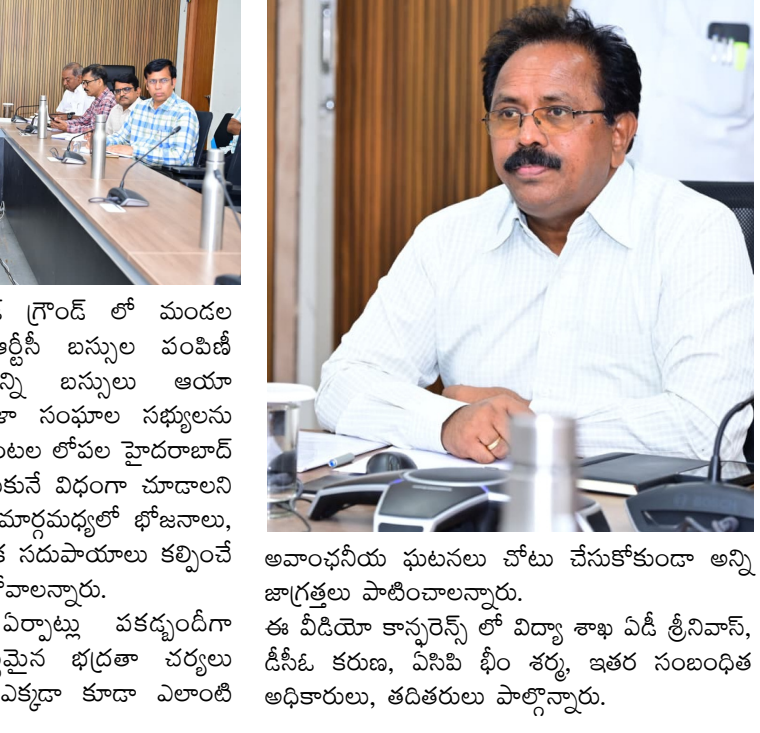 గ్రౌండ్ లో మండల
ఆర్టీసీ బస్సుల పంపిణీ
బస్సులు ఆయా
సంఘాల సభ్యులను
లోపల హైదరాబాద్
విధంగా చూడాలని
మార్గమధ్యలో భోజనాలు,
సదుపాయాలు కల్పించే
ఏర్పాట్లు పకడ్బందీగా
భద్రతా చర్యలు
ఎక్కడా కూడా ఎలాంటి
అవాంఛనీయ ఘటనలు చోటు చేసుకోకుండా అన్ని
జాగ్రత్తలు పాటించాలన్నారు.
ఈ వీడియో కాన్ఫరెన్స్ లో విద్యా శాఖ ఏడీ శ్రీనివాస్,
డీసీఓ కరుణ, ఏసిపి భీం శర్మ, ఇతర సంబంధిత
అధికారులు, తదితరులు పాల్గొన్నారు.